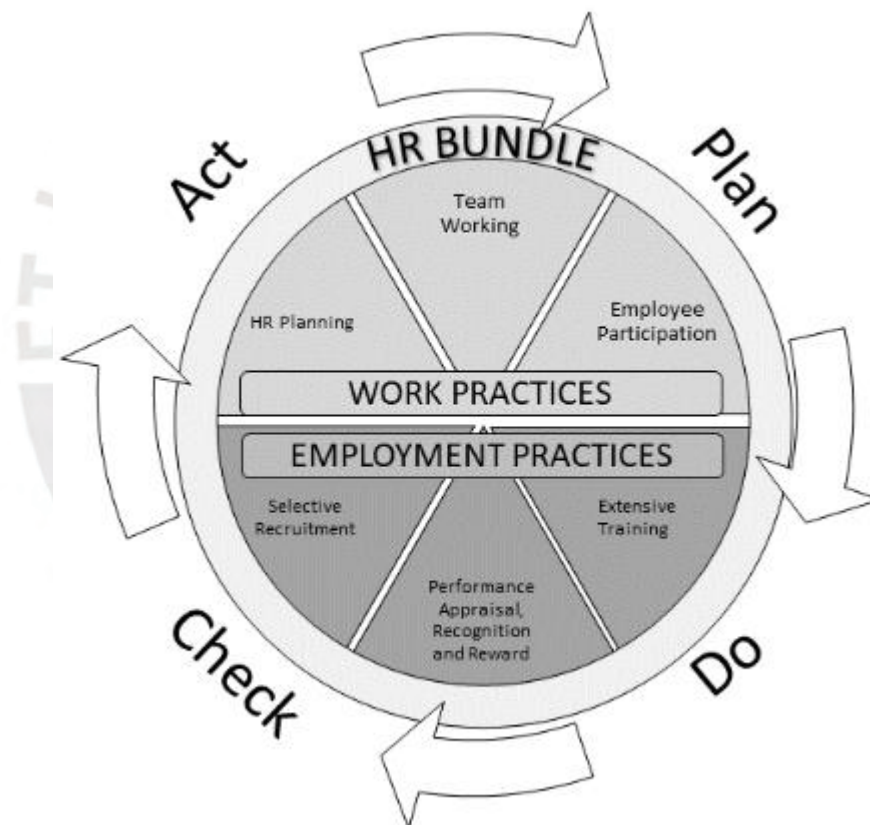 HR BUNDLE
Act
Plan
Team
Working
HR Planning
Employee
Participation
WORK PRACTICES
EMPLOYMENT PRACTICES
Selective
Recruitment
Extensive
Training
Performance
Appraisal,
Recognition
and Reward
Check
Do